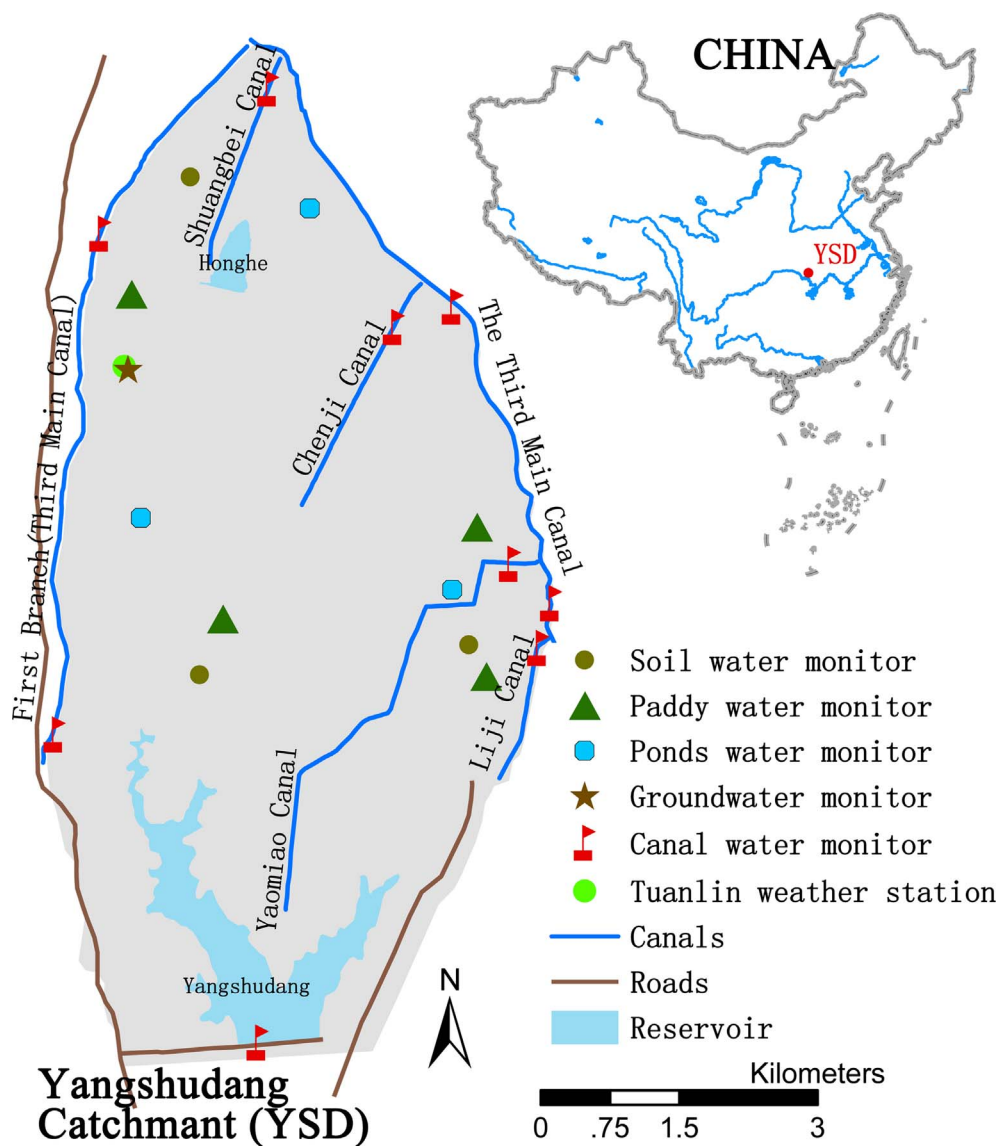 CHINA
YSD
Shuangbei Canal
Honghe
Chenji Canal
The Third Main Canal
First Branch(Third Main Canal)
Liji Canal
Yaomiao Canal
Yangshudang
Soil water monitor
Paddy water monitor
Ponds water monitor
Groundwater monitor
Canal water monitor
Tuanlin weather station
Canals
Roads
Reservoir
N
Kilometers
0 .75 1.5 3
Yangshudang
Catchmant (YSD)